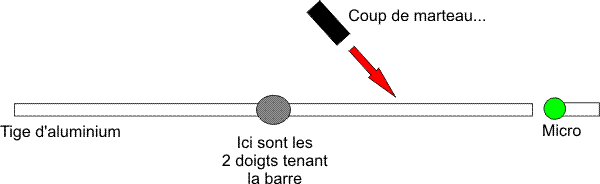 Coup de marteau...
Tige d'aluminium
Micro
Ici sont les
2 doigts tenant
la barre